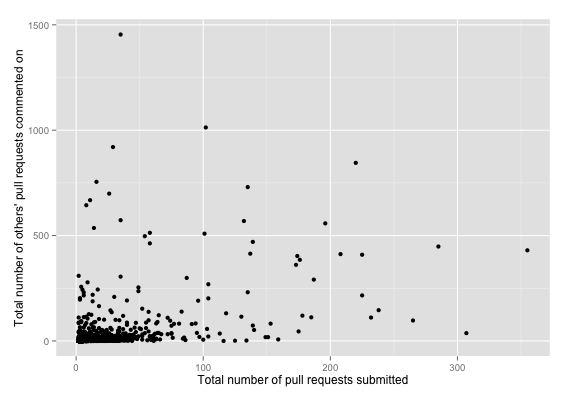 Total number of others' pull requests commented on
1500
1000
500
0
0 100 200 300
Total number of pull requests submitted